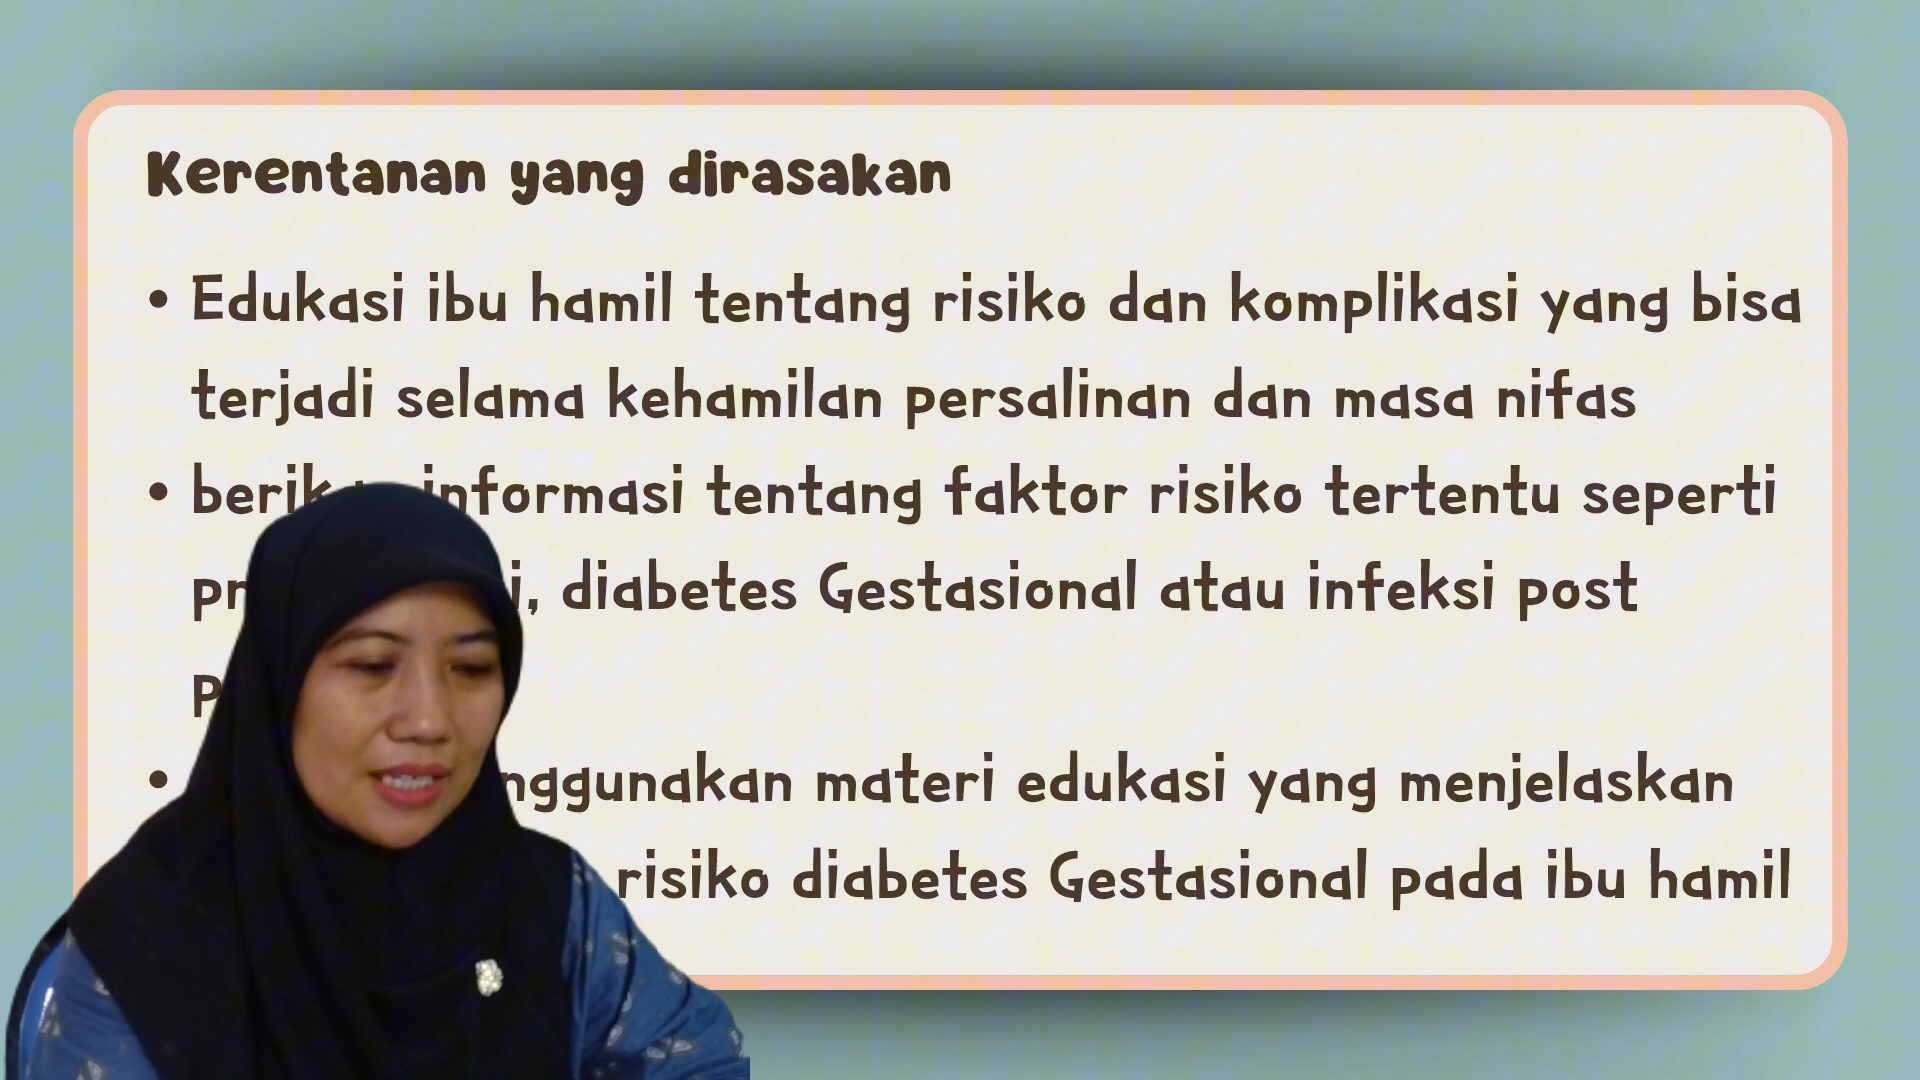 Kerentanan yang dirasakan
• Edukasi ibu hamil tentang risiko dan komplikasi yang bisa
terjadi selama kehamilan persalinan dan masa nifas
• informasi tentang faktor risiko tertentu seperti
diabetes Gestasional atau infeksi post
• materi edukasi yang menjelaskan
risiko diabetes Gestasional pada ibu hamil